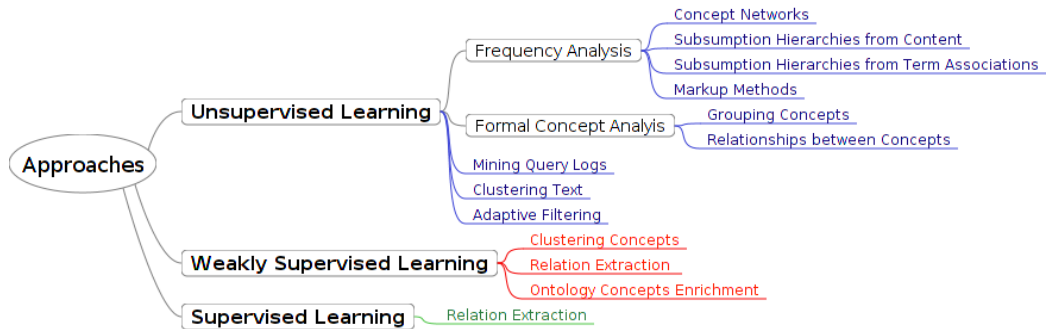 Approaches
Unsupervised Learning
Frequency Analysis
Concept Networks
Subsumption Hierarchies from Content
Subsumption Hierarchies from Term Associations
Markup Methods
Formal Concept Analyis
Grouping Concepts
Relationships between Concepts
Mining Query Logs
Clustering Text
Adaptive Filtering
Weakly Supervised Learning
Clustering Concepts
Relation Extraction
Ontology Concepts Enrichment
Supervised Learning
Relation Extraction